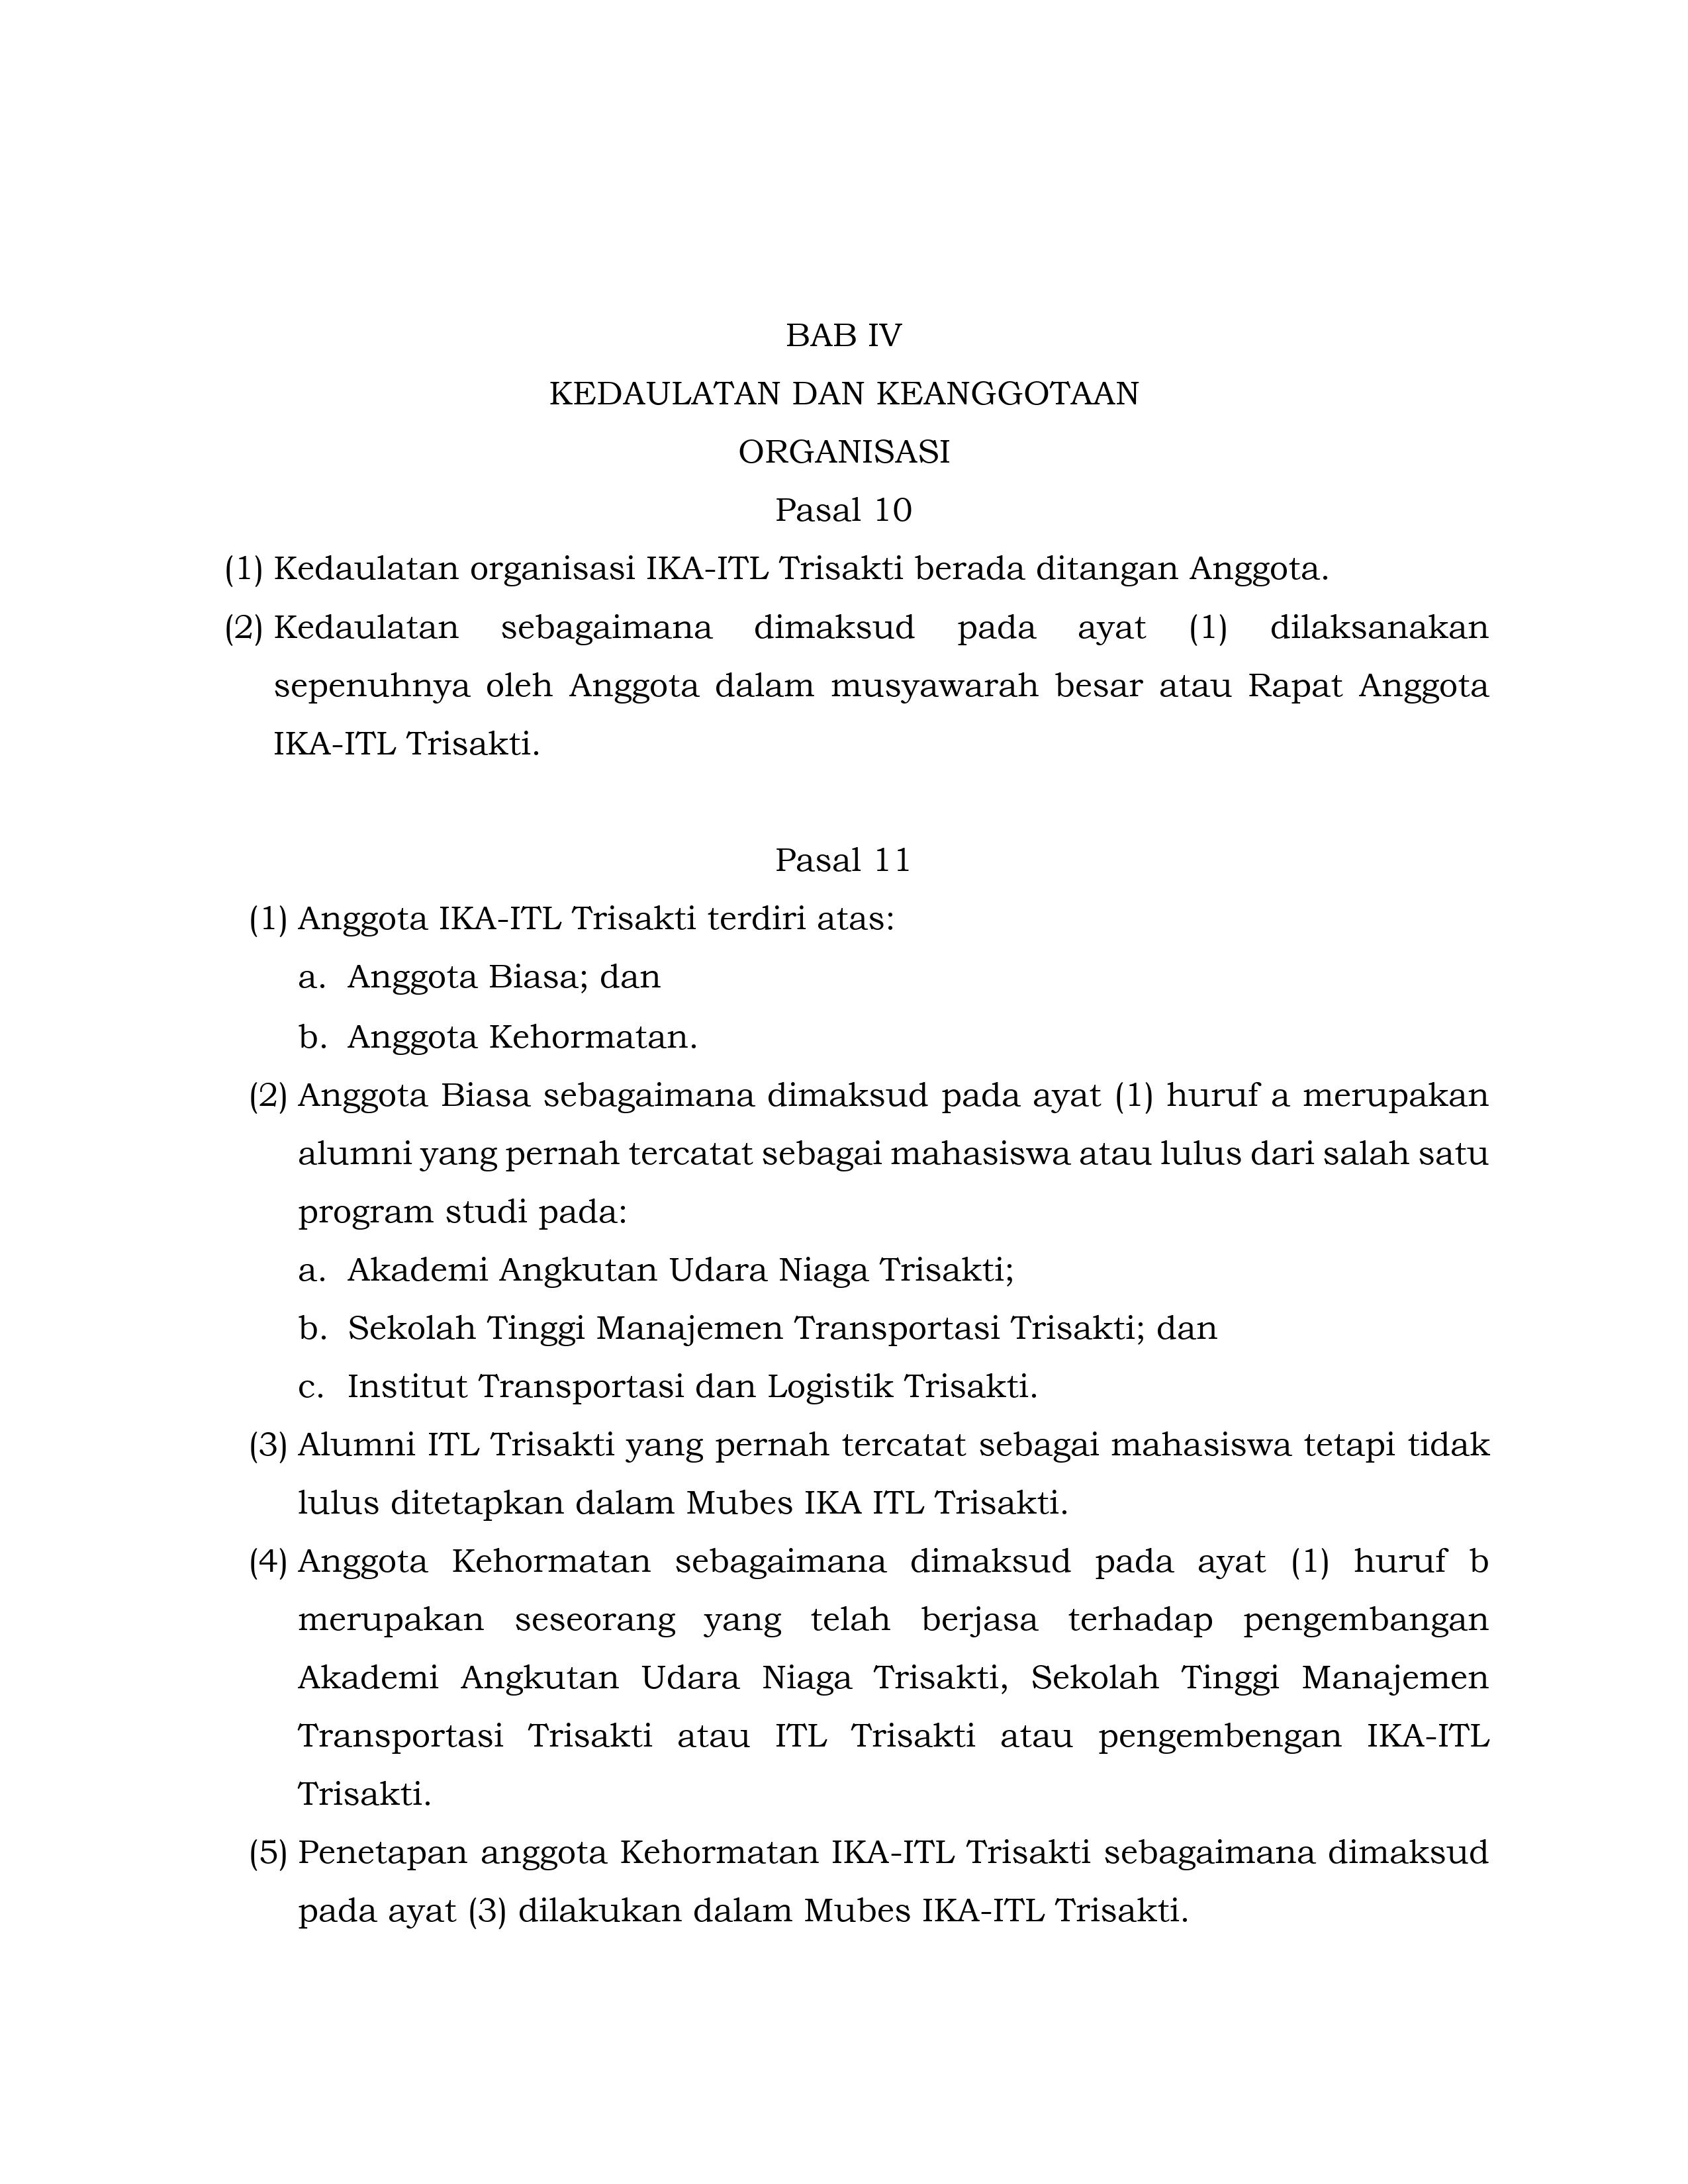 BAB IV
KEDAULATAN DAN KEANGGOTAAN
ORGANISASI
Pasal 10
(1) Kedaulatan organisasi IKA-ITL Trisakti berada ditangan Anggota.
(2) Kedaulatan sebagaimana dimaksud pada ayat (1) dilaksanakan
sepenuhnya oleh Anggota dalam musyawarah besar atau Rapat Anggota
IKA-ITL Trisakti.
Pasal 11
(1) Anggota IKA-ITL Trisakti terdiri atas:
a. Anggota Biasa; dan
b. Anggota Kehormatan.
(2) Anggota Biasa sebagaimana dimaksud pada ayat (1) huruf a merupakan
alumni yang pernah tercatat sebagai mahasiswa atau lulus dari salah satu
program studi pada:
a. Akademi Angkutan Udara Niaga Trisakti;
b. Sekolah Tinggi Manajemen Transportasi Trisakti; dan
c. Institut Transportasi dan Logistik Trisakti.
(3) Alumni ITL Trisakti yang pernah tercatat sebagai mahasiswa tetapi tidak
lulus ditetapkan dalam Mubes IKA ITL Trisakti.
(4) Anggota Kehormatan sebagaimana dimaksud pada ayat (1) huruf b
merupakan seseorang yang telah berjasa terhadap pengembangan
Akademi Angkutan Udara Niaga Trisakti, Sekolah Tinggi Manajemen
Transportasi Trisakti atau ITL Trisakti atau pengembengan IKA-ITL
Trisakti.
(5) Penetapan anggota Kehormatan IKA-ITL Trisakti sebagaimana dimaksud
pada ayat (3) dilakukan dalam Mubes IKA-ITL Trisakti.